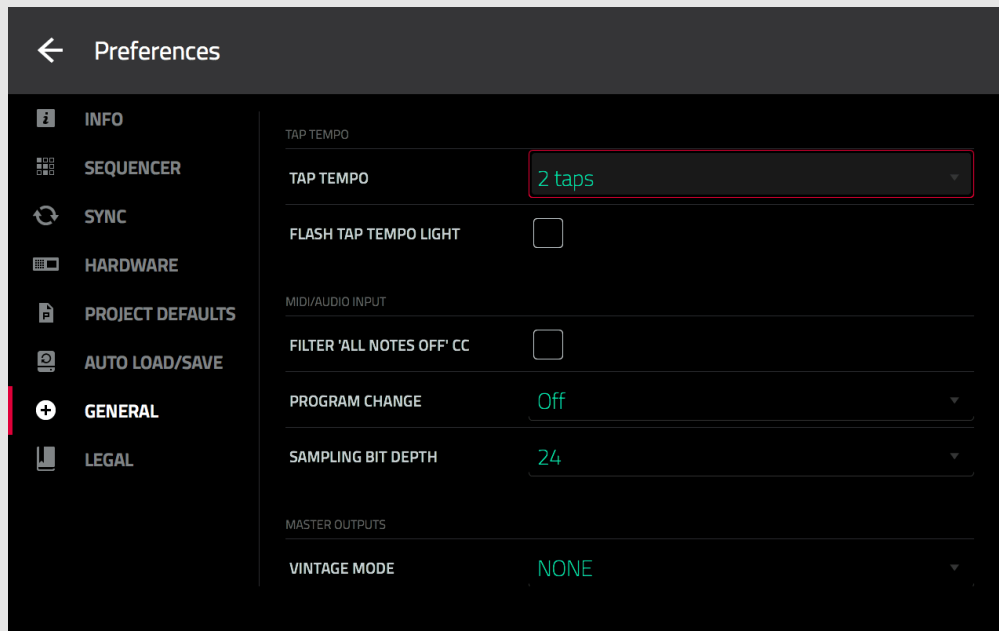 Preferences
INFO
SEQUENCER
SYNC
HARDWARE
PROJECT DEFAULTS
AUTO LOAD/SAVE
GENERAL
LEGAL
TAP TEMPO
TAP TEMPO 2 taps
FLASH TAP TEMPO LIGHT
MIDI/AUDIO INPUT
FILTER 'ALL NOTES OFF' CC
PROGRAM CHANGE Off
SAMPLING BIT DEPTH 24
MASTER OUTPUTS
VINTAGE MODE NONE